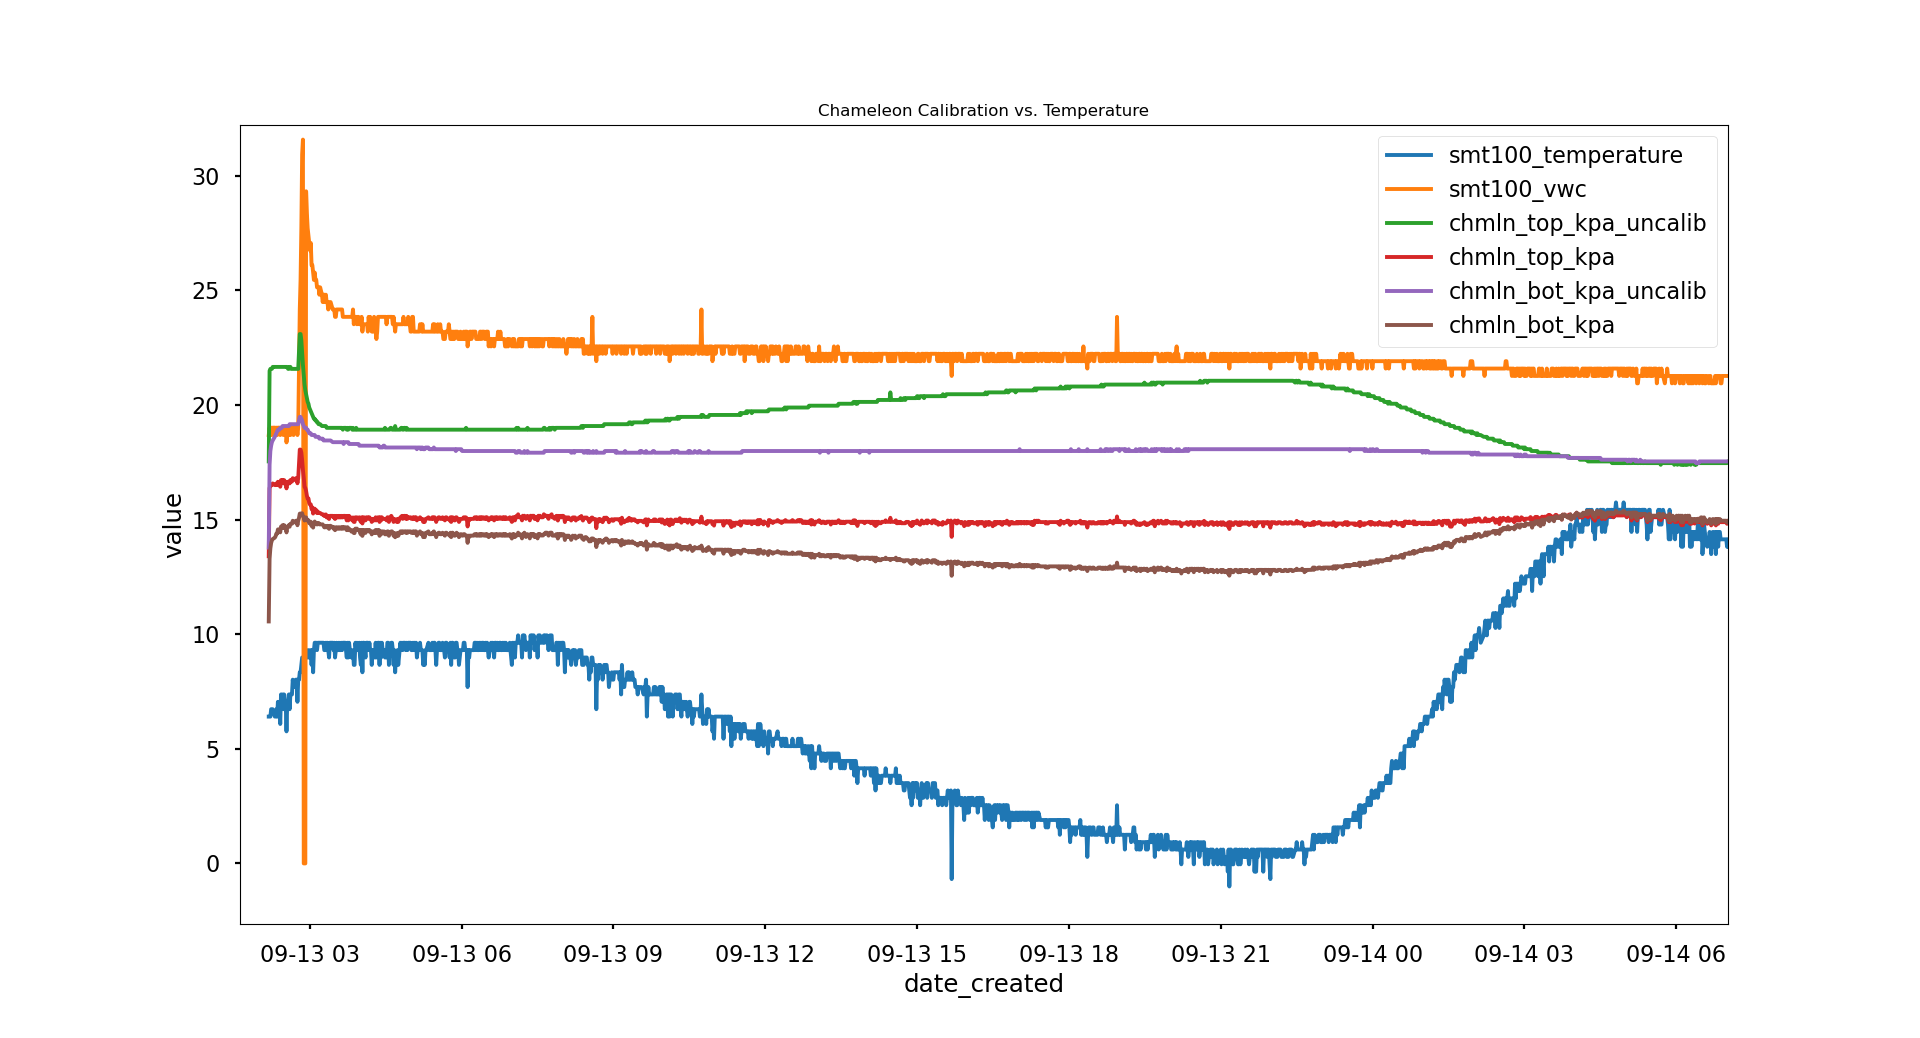 Chameleon Calibration vs. Temperature
smt100_temperature
smt100_vwc
chmln_top_kpa_uncalib
chmln_top_kpa
chmln_bot_kpa_uncalib
chmln_bot_kpa
value
30
25
20
15
10
5
0
09-13 03 09-13 06 09-13 09 09-13 12 09-13 15 09-13 18 09-13 21 09-14 00 09-14 03 09-14 06
date_created